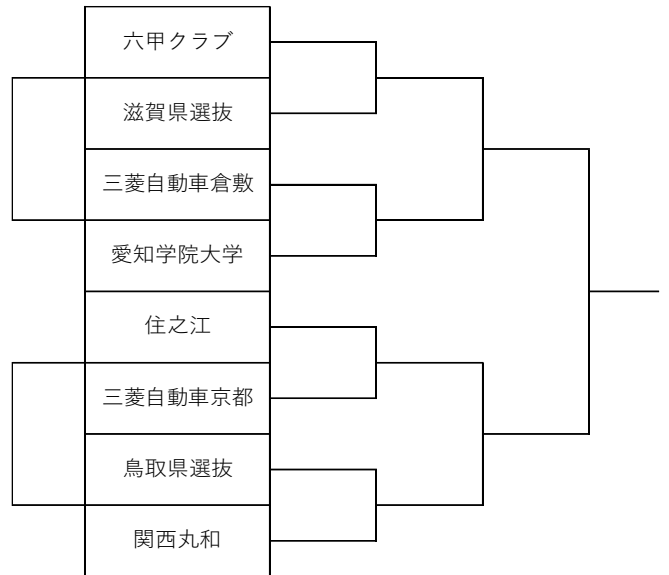 六甲クラブ
滋賀県選抜
三菱自動車倉敷
愛知学院大学
住之江
三菱自動車京都
鳥取県選抜
関西丸和